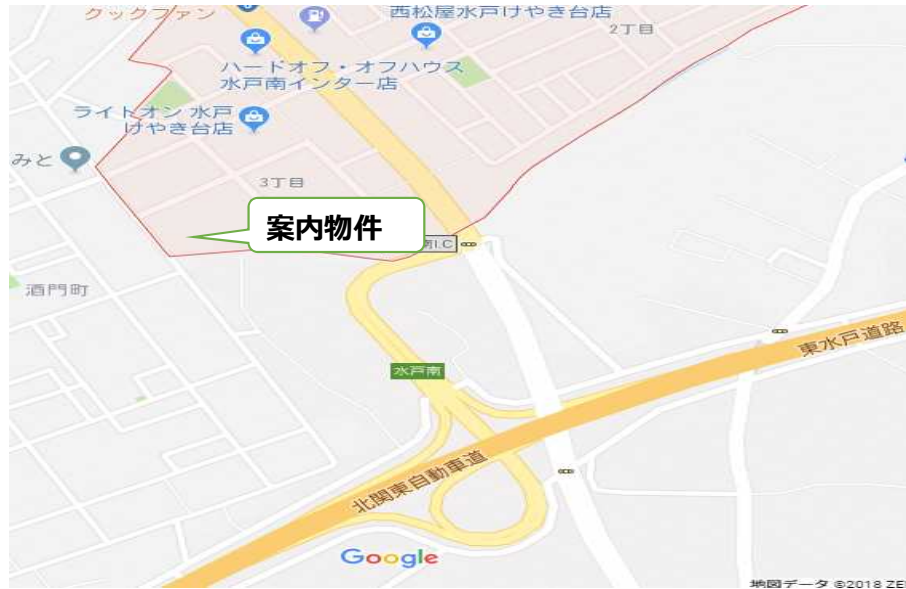 クックファン
西松屋水戸けやき台店
2丁目
ハードオフ・オフハウス
水戸南インター店
ライトオン 水戸
けやき台店
みと
3丁目
案内物件
南I.C
酒門町
水戸南
東水戸道路
北関東自動車道
Google
地図データ ©2018 ZE